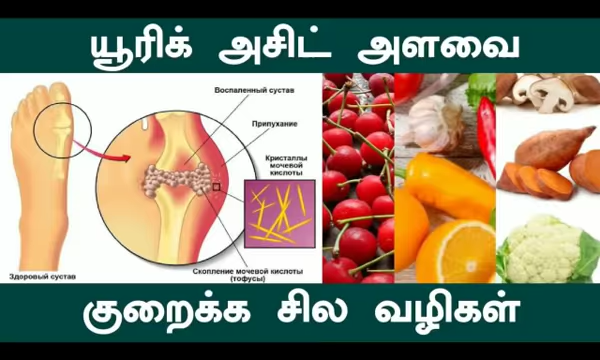 யூரிக் அசிட் அளவை
Воспаленный сустав
Припухание
Кристаллы
мочевой
кислоты
Скопление мочевой кислоты
(тофусы)
Здоровый сустав
குறைக்க சில வழிகள்